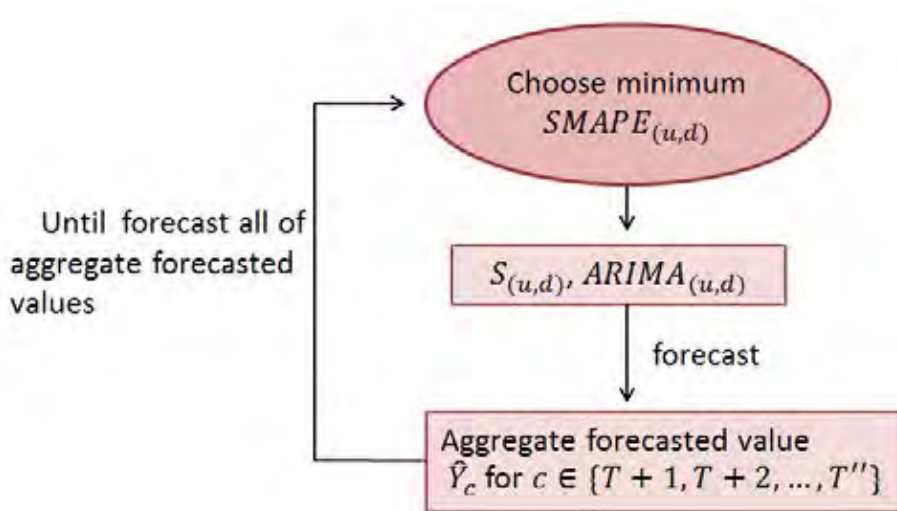 Choose minimum
SMAPE(u,d)
Until forecast all of
aggregate forecasted
values
S(u,d), ARIMA(u,d)
forecast
Aggregate forecasted value
Ŷc for c ∈ {T + 1, T + 2, ..., T''}